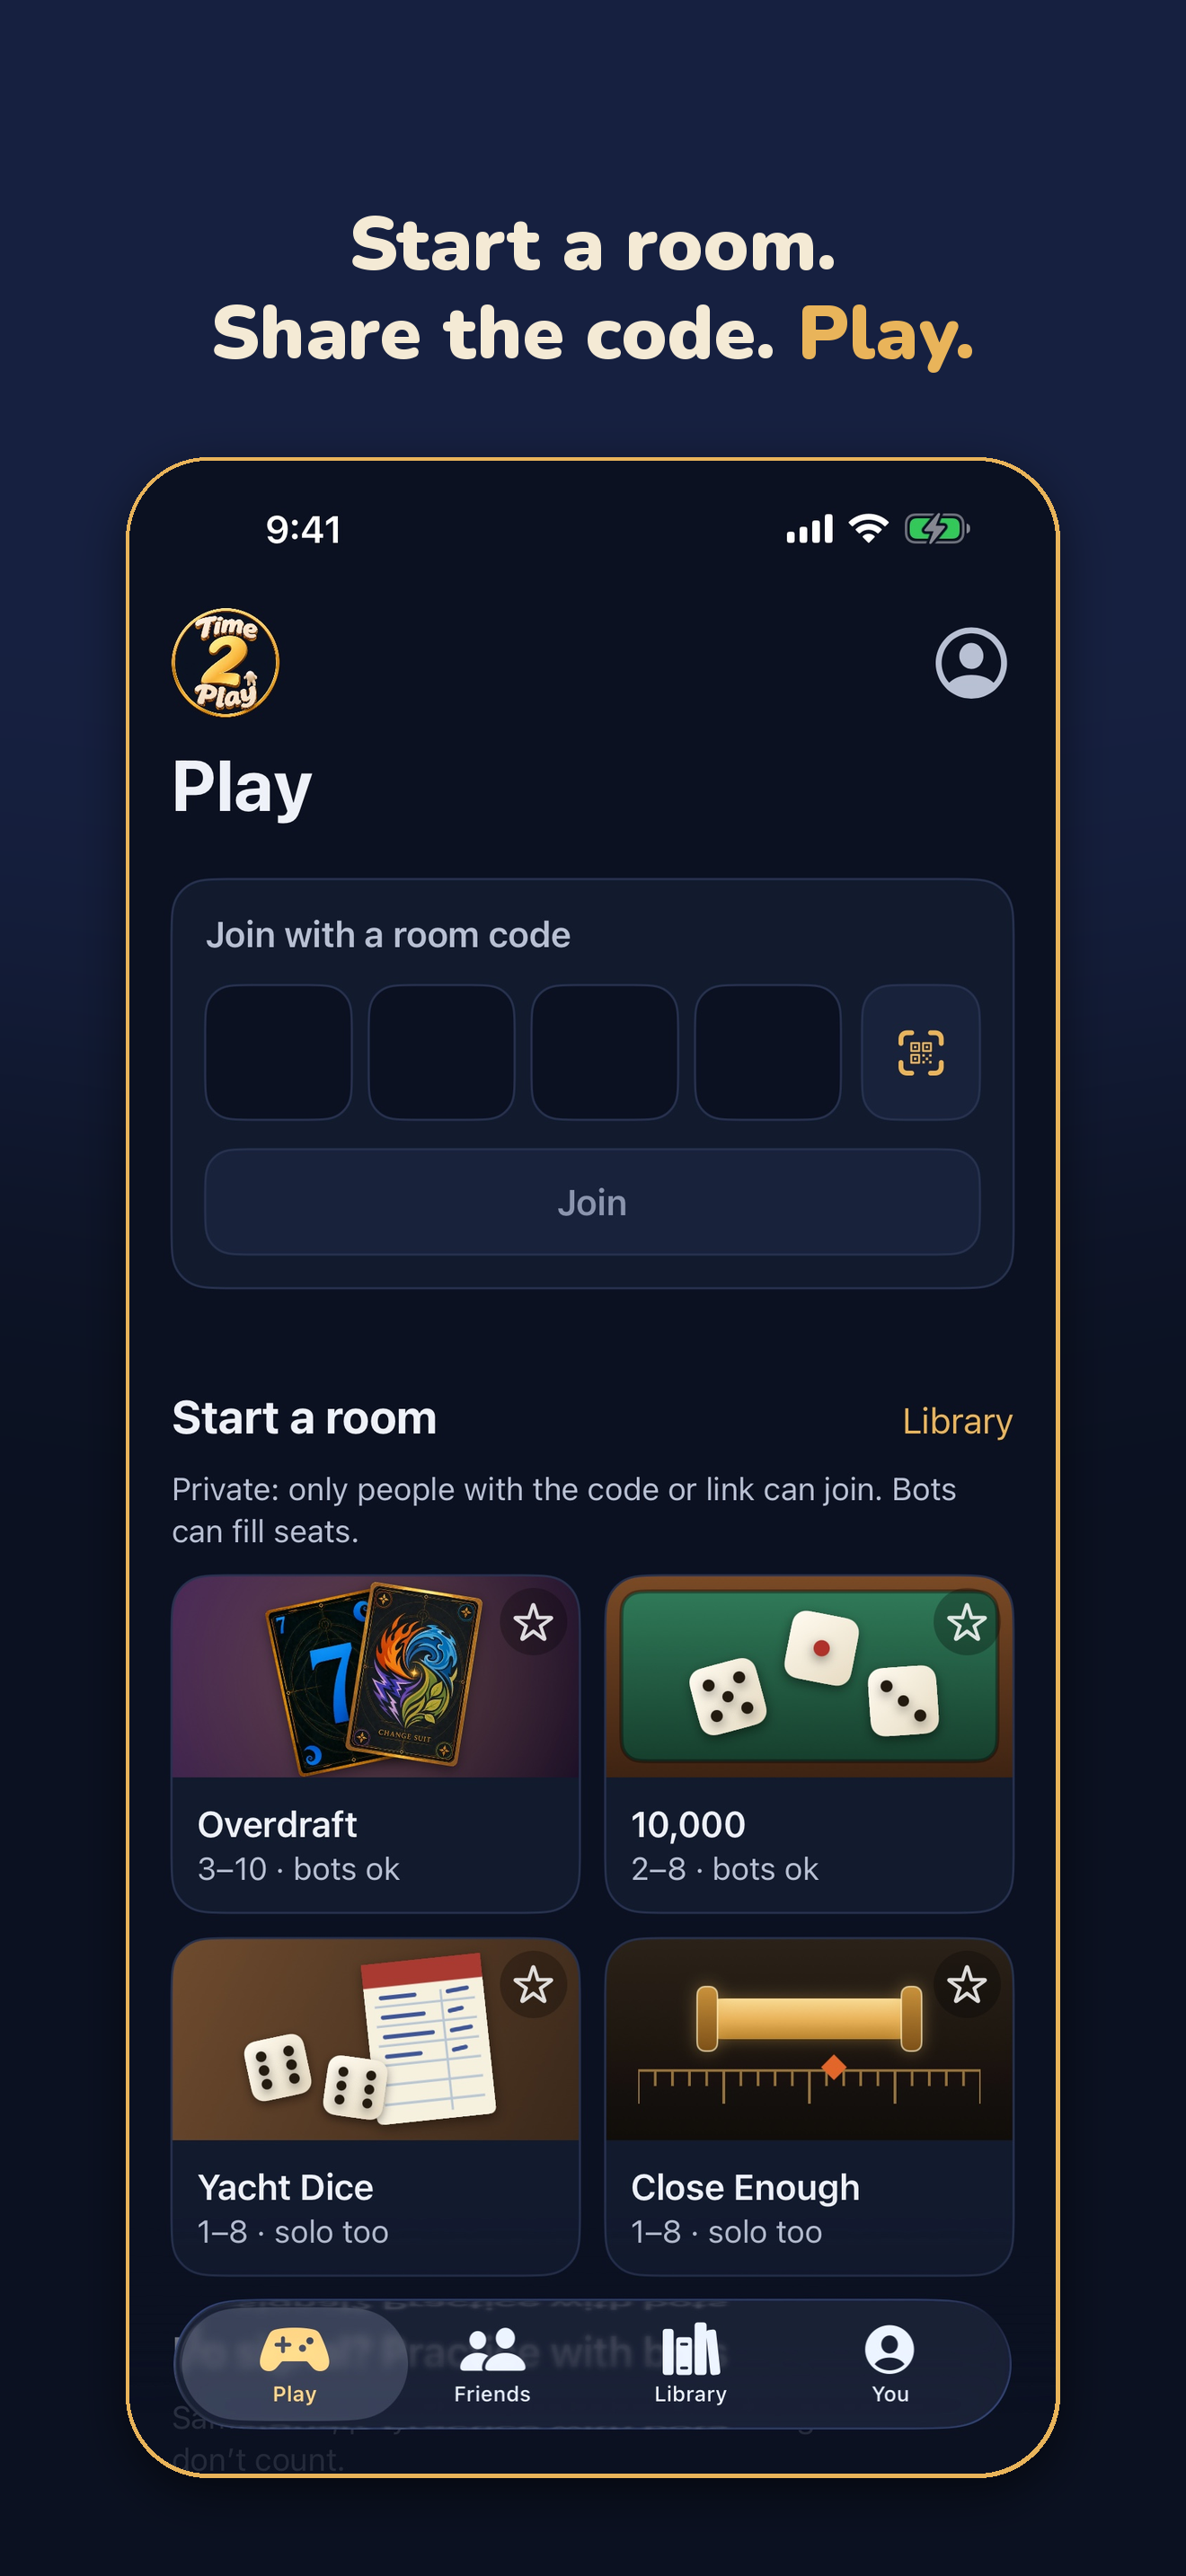 Start a room.
Share the code. Play.
9:41
Time
2
Play
Play
Join with a room code
Join
Start a room
Library
Private: only people with the code or link can join. Bots
can fill seats.
7
7
CHANGE SUIT
Overdraft
3–10 · bots ok
10,000
2–8 · bots ok
Yacht Dice
1–8 · solo too
Close Enough
1–8 · solo too
Practice with
Play
Friends
Library
You
don't count.